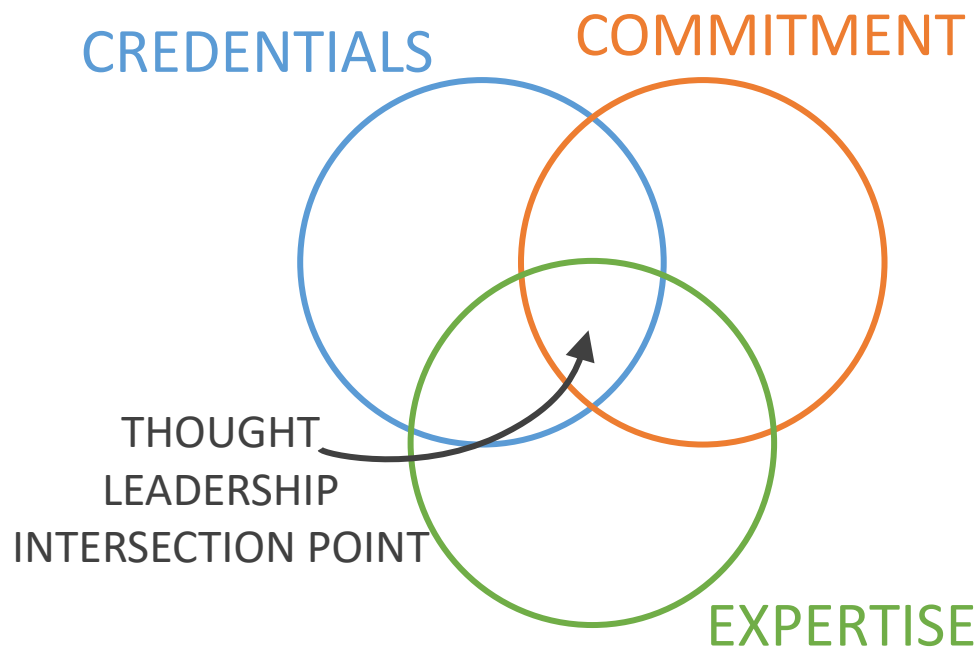 CREDENTIALS
COMMITMENT
THOUGHT
LEADERSHIP
INTERSECTION POINT
EXPERTISE